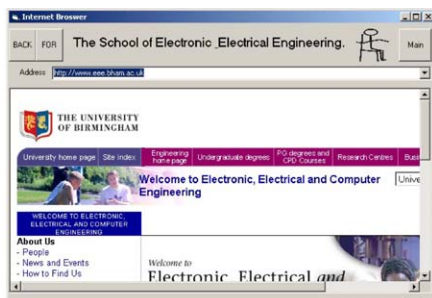 Internet Broswer
BACK FOR The School of Electronic ,Electrical Engineering. Main
Address http://www.eee.bham.ac.uk
THE UNIVERSITY
OF BIRMINGHAM
University home page Site index Engineering home page Undergraduate degrees PG degrees and CPD Courses Research Centres Busi
Welcome to Electronic, Electrical and Computer
Engineering
Unive
WELCOME TO ELECTRONIC,
ELECTRICAL AND COMPUTER
ENGINEERING
About Us
- People
- News and Events
- How to Find Us
Welcome to
Electronic, Electrical and